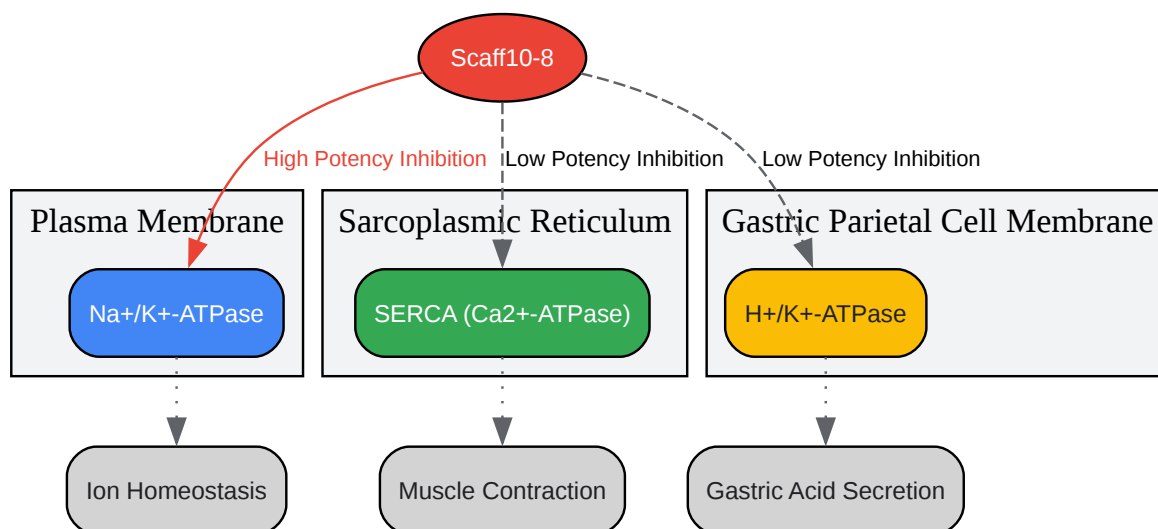 Scaff10-8
High Potency Inhibition
Low Potency Inhibition
Low Potency Inhibition
Plasma Membrane
Sarcoplasmic Reticulum
Gastric Parietal Cell Membrane
Na+/K+-ATPase
SERCA (Ca2+-ATPase)
H+/K+-ATPase
Ion Homeostasis
Muscle Contraction
Gastric Acid Secretion